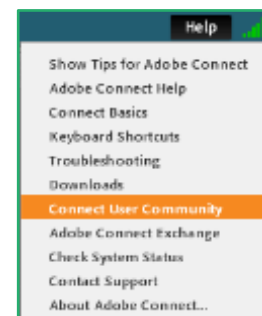 Help
Show Tips for Adobe Connect
Adobe Connect Help
Connect Basics
Keyboard Shortcuts
Troubleshooting
Downloads
Connect User Community
Adobe Connect Exchange
Check System Status
Contact Support
About Adobe Connect...